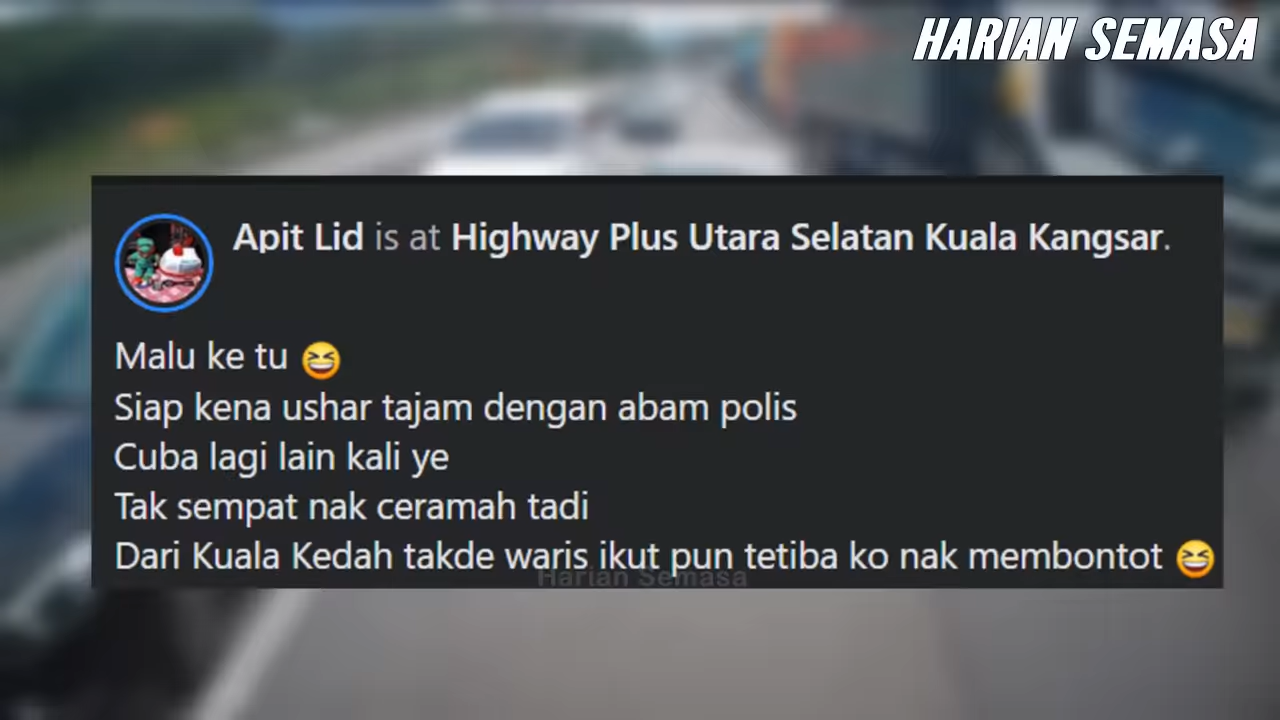 HARIAN SEMASA
Apit Lid is at Highway Plus Utara Selatan Kuala Kangsar.
Malu ke tu 😆
Siap kena ushar tajam dengan abam polis
Cuba lagi lain kali ye
Tak sempat nak ceramah tadi
Dari Kuala Kedah takde waris ikut pun tetiba ko nak membontot 😆
Harian Semasa